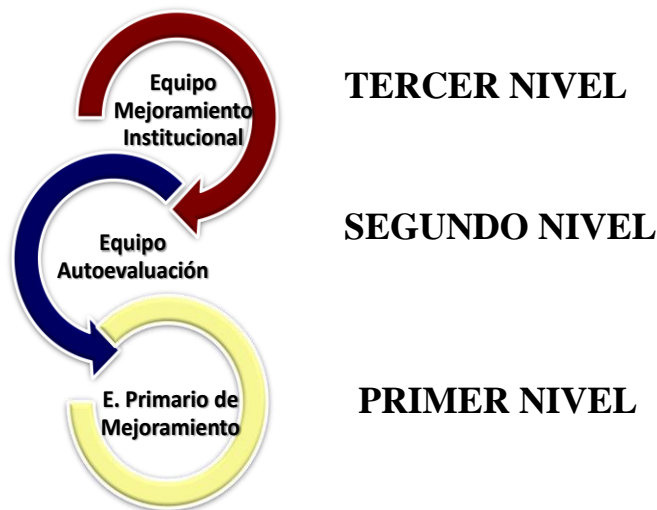 Equipo
Mejoramiento
Institucional
TERCER NIVEL
Equipo
Autoevaluación
SEGUNDO NIVEL
E. Primario de
Mejoramiento
PRIMER NIVEL